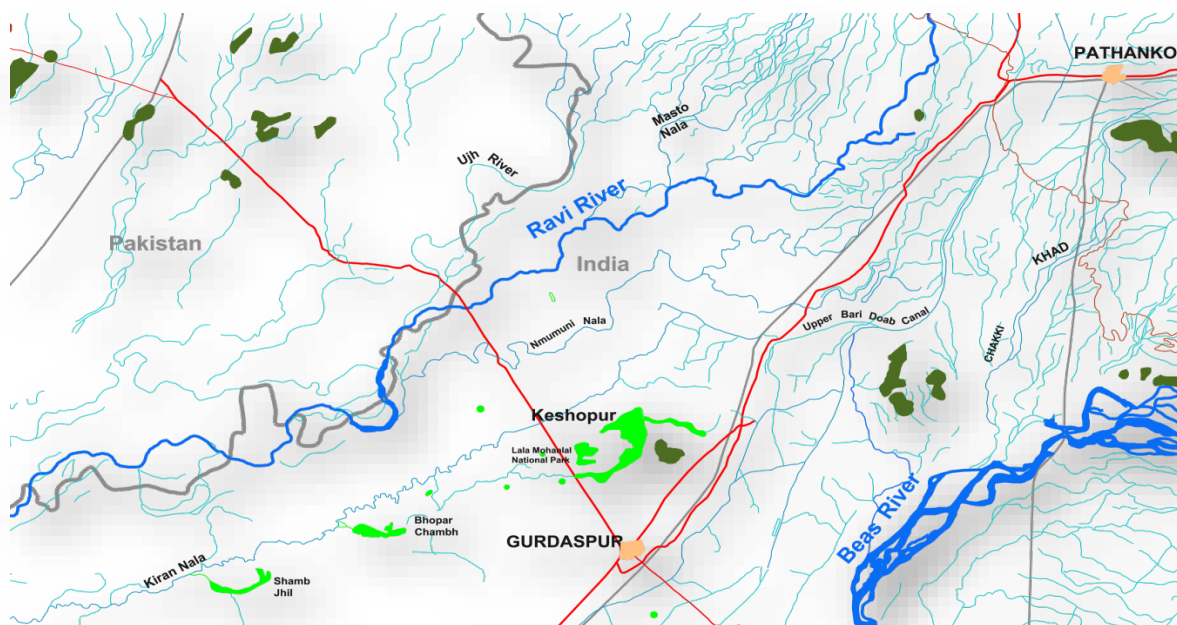 PATHANKO
Masto
Nala
Ujh River
Ravi River
Pakistan
India
KHAD
Upper Bari Doab Canal
Nmumuni Nala
CHAKKI
Keshopur
Lala Mohanlal
National Park
Beas River
Bhopar
Chambh
GURDASPUR
Kiran Nala
Shamb
Jhil